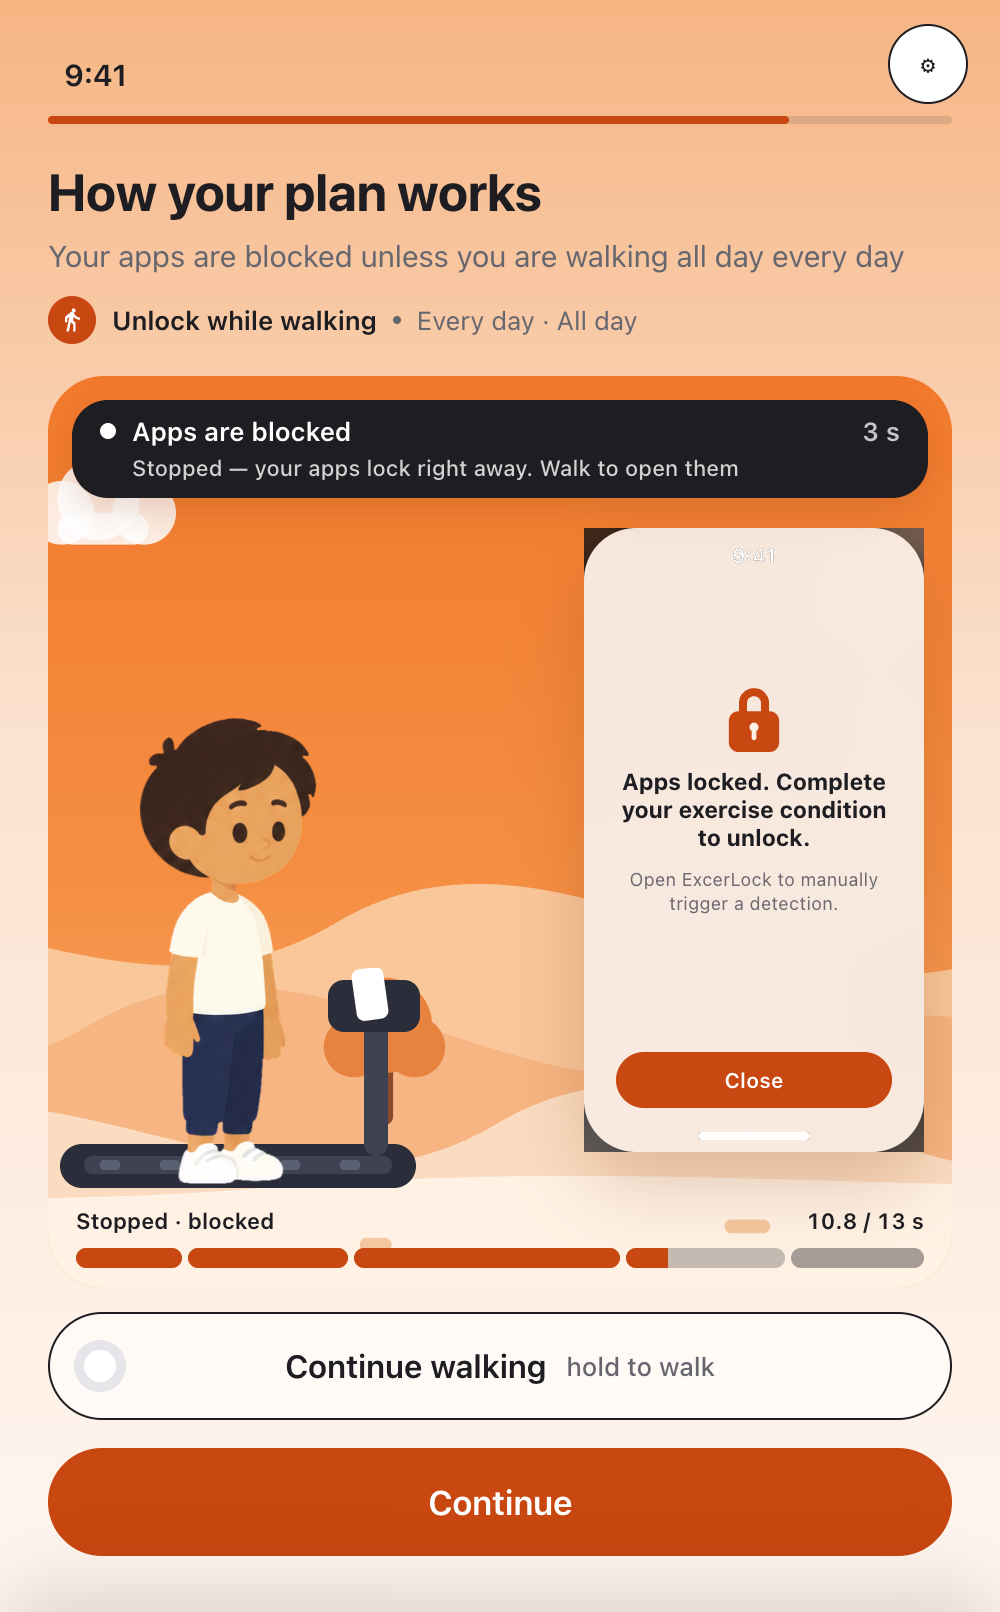 9:41
How your plan works
Your apps are blocked unless you are walking all day every day
Unlock while walking • Every day · All day
Apps are blocked 3 s
Stopped — your apps lock right away. Walk to open them
9:41
Apps locked. Complete
your exercise condition
to unlock.
Open ExcerLock to manually
trigger a detection.
Close
Stopped · blocked 10.8 / 13 s
Continue walking hold to walk
Continue